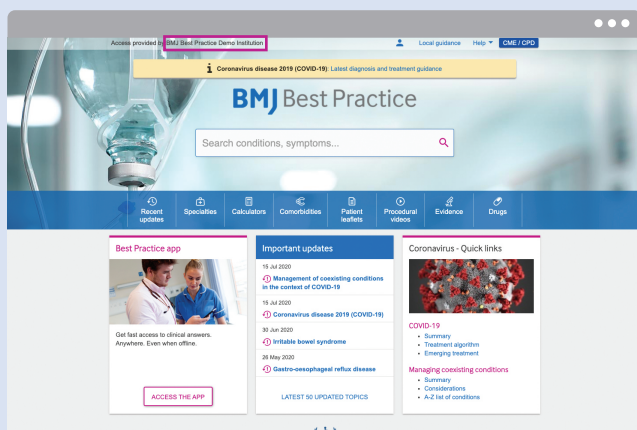 Access provided by BMJ Best Practice Demo Institution
Local guidance
Help
CME / CPD
Coronavirus disease 2019 (COVID-19): Latest diagnosis and treatment guidance
BMJ Best Practice
Search conditions, symptoms...
Recent
updates
Specialties
Calculators
Comorbidities
Patient
leaflets
Procedural
videos
Evidence
Drugs
Best Practice app
Get fast access to clinical answers.
Anywhere. Even when offline.
ACCESS THE APP
Important updates
15 Jul 2020
Management of coexisting conditions
in the context of COVID-19
15 Jul 2020
Coronavirus disease 2019 (COVID-19)
30 Jun 2020
Irritable bowel syndrome
26 May 2020
Gastro-oesophageal reflux disease
LATEST 50 UPDATED TOPICS
Coronavirus - Quick links
COVID-19
Summary
Treatment algorithm
Emerging treatment
Managing coexisting conditions
Summary
Considerations
A-Z list of conditions